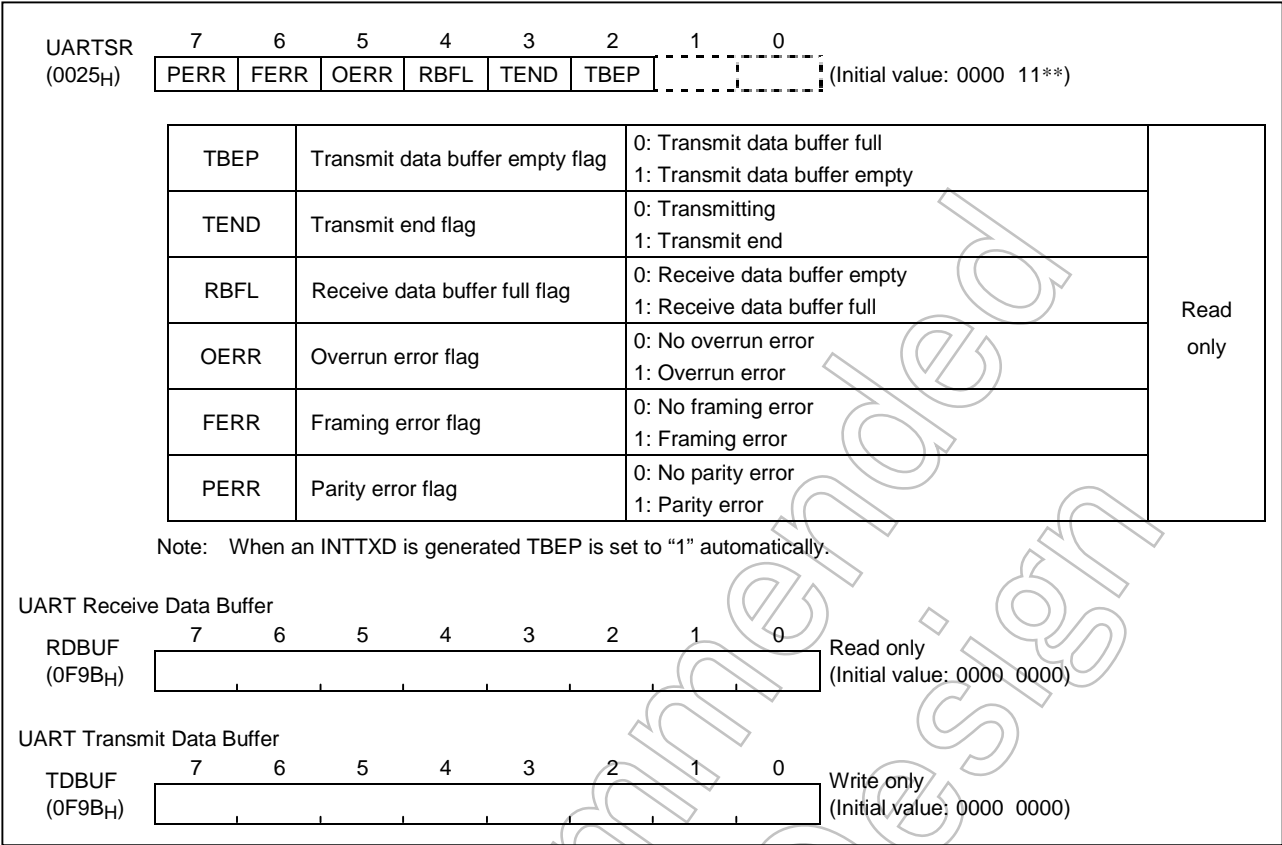 UARTSR 7 6 5 4 3 2 1 0
(0025H) PERR FERR OERR RBFL TEND TBEP (Initial value: 0000 11**)
TBEP Transmit data buffer empty flag 0: Transmit data buffer full
1: Transmit data buffer empty
TEND Transmit end flag 0: Transmitting
1: Transmit end
RBFL Receive data buffer full flag 0: Receive data buffer empty
1: Receive data buffer full
OERR Overrun error flag 0: No overrun error
1: Overrun error
FERR Framing error flag 0: No framing error
1: Framing error
PERR Parity error flag 0: No parity error
1: Parity error
Read
only
Note: When an INTTXD is generated TBEP is set to “1” automatically.
UART Receive Data Buffer
RDBUF 7 6 5 4 3 2 1 0 Read only
(0F9BH) (Initial value: 0000 0000)
UART Transmit Data Buffer
TDBUF 7 6 5 4 3 2 1 0 Write only
(0F9BH) (Initial value: 0000 0000)
mmended
esign